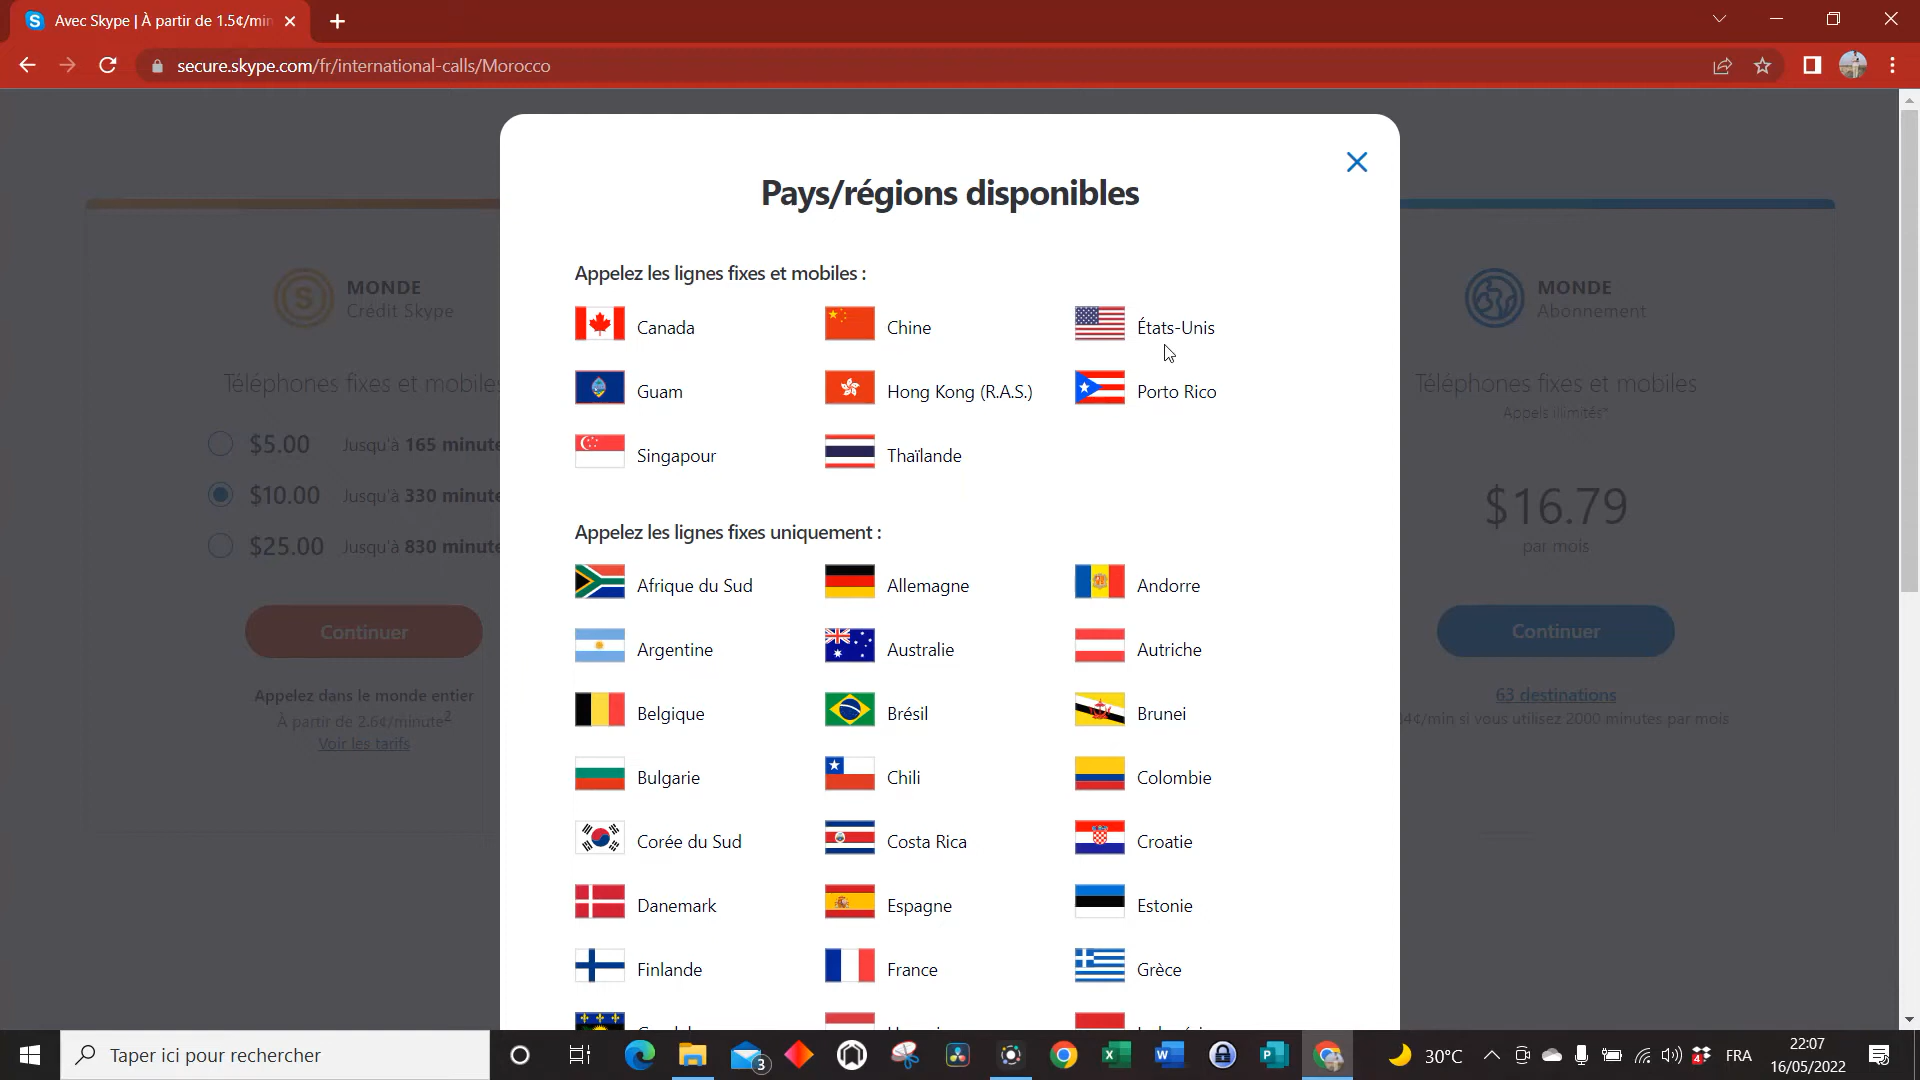 Avec Skype | À partir de 1.5¢/min
secure.skype.com/fr/international-calls/Morocco
Pays/régions disponibles
Appelez les lignes fixes et mobiles :
Canada
Chine
États-Unis
Guam
Hong Kong (R.A.S.)
Porto Rico
Singapour
Thaïlande
Appelez les lignes fixes uniquement :
Afrique du Sud
Allemagne
Andorre
Argentine
Australie
Autriche
Belgique
Brésil
Brunei
Bulgarie
Chili
Colombie
Corée du Sud
Costa Rica
Croatie
Danemark
Espagne
Estonie
Finlande
France
Grèce
MONDE
Crédit Skype
Téléphones fixes et mobiles
$5.00 Jusqu'à 165 minute
$10.00 Jusqu'à 330 minute
$25.00 Jusqu'à 830 minute
Continuer
Appelez dans le monde entier
À partir de 2.6¢/minute2
Voir les tarifs
MONDE
Abonnement
Téléphones fixes et mobiles
Appels illimités*
$16.79
par mois
Continuer
63 destinations
4¢/min si vous utilisez 2000 minutes par mois
Taper ici pour rechercher
3
30°C
4
FRA
22:07
16/05/2022